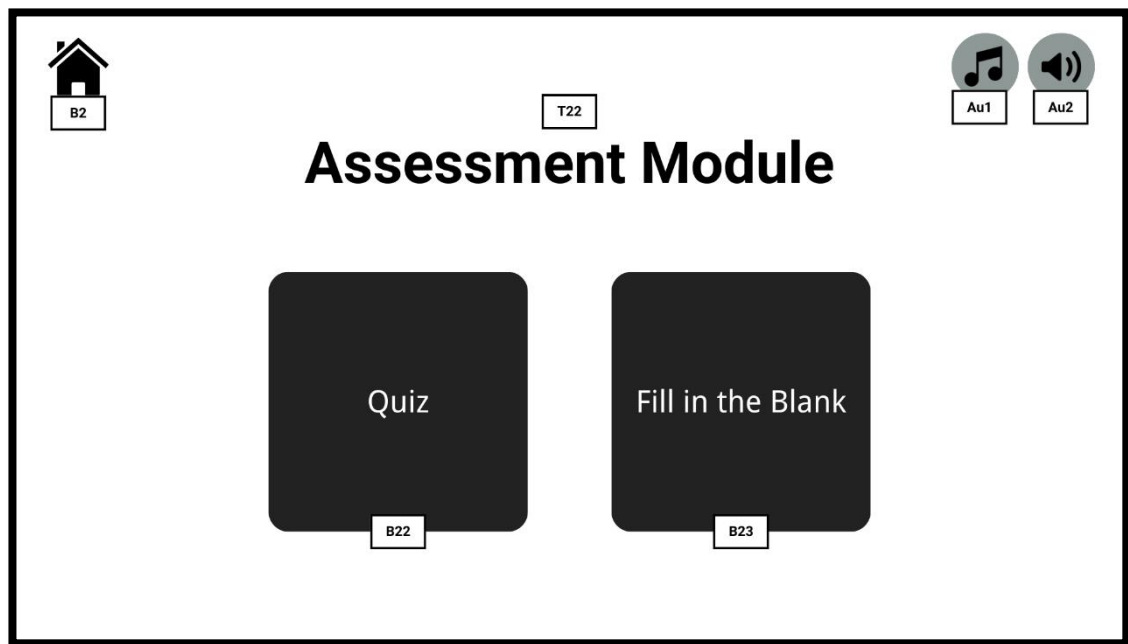 B2
T22
Au1
Au2
Assessment Module
Quiz
Fill in the Blank
B22
B23